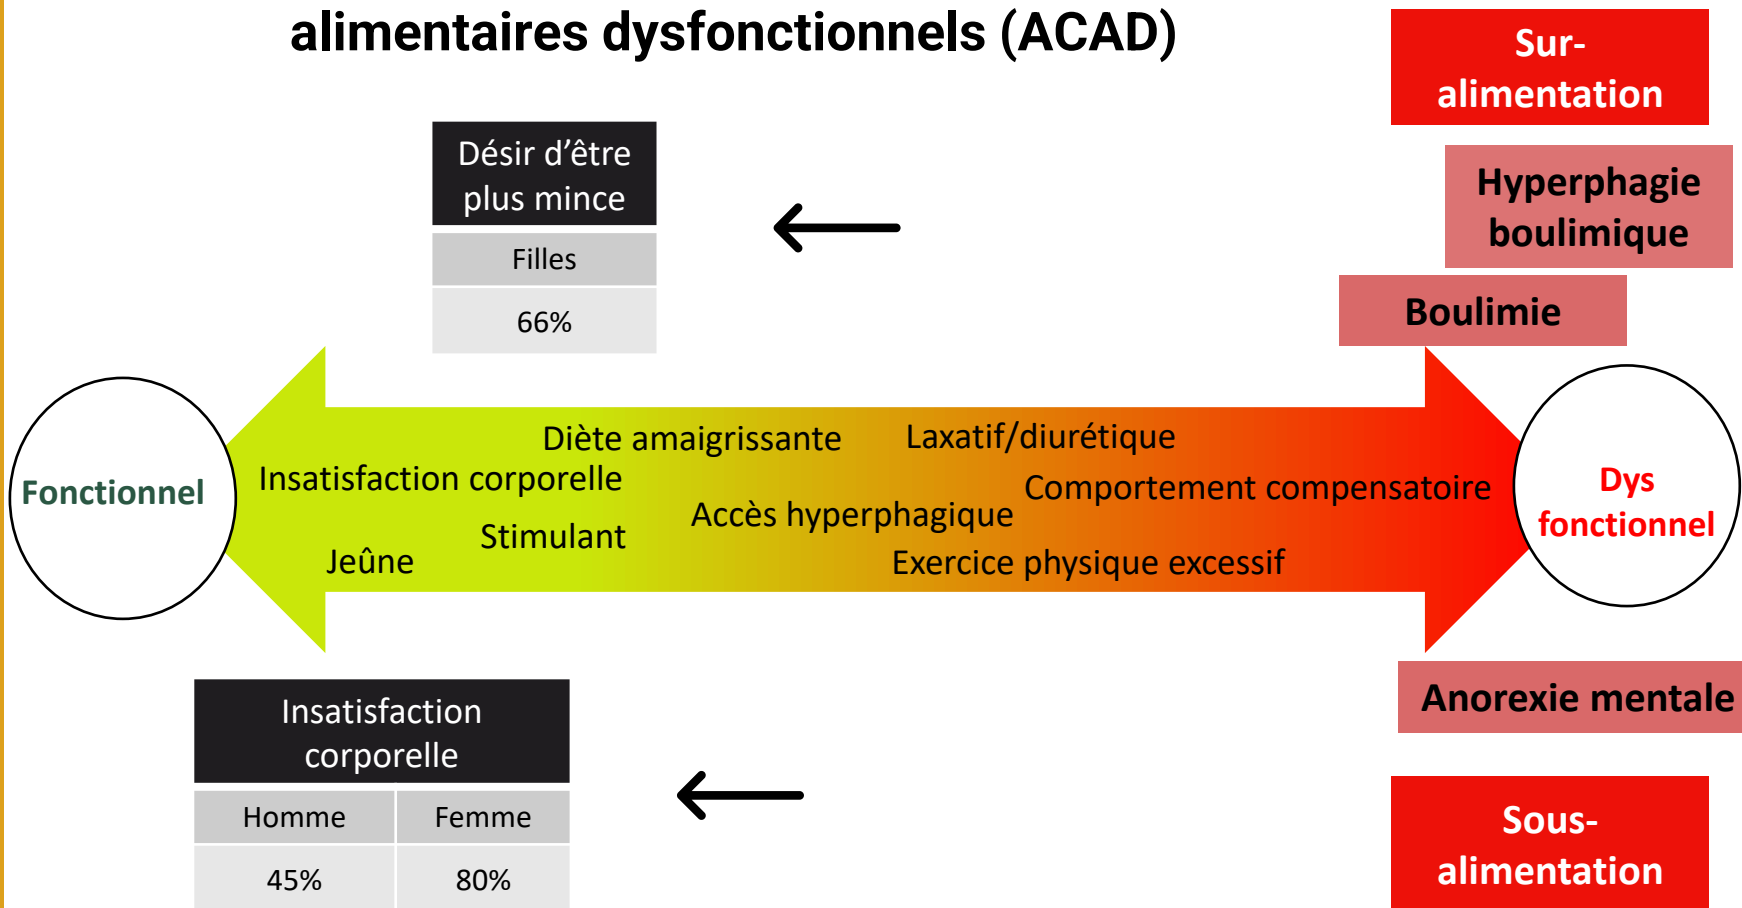 alimentaires dysfonctionnels (ACAD)
Sur-
alimentation
Désir d’être
plus mince
Filles
66%
Hyperphagie
boulimique
Boulimie
Fonctionnel
Diète amaigrissante
Laxatif/diurétique
Insatisfaction corporelle
Comportement compensatoire
Accès hyperphagique
Stimulant
Jeûne
Exercice physique excessif
Dys
fonctionnel
Anorexie mentale
Insatisfaction
corporelle
Homme Femme
45% 80%
Sous-
alimentation